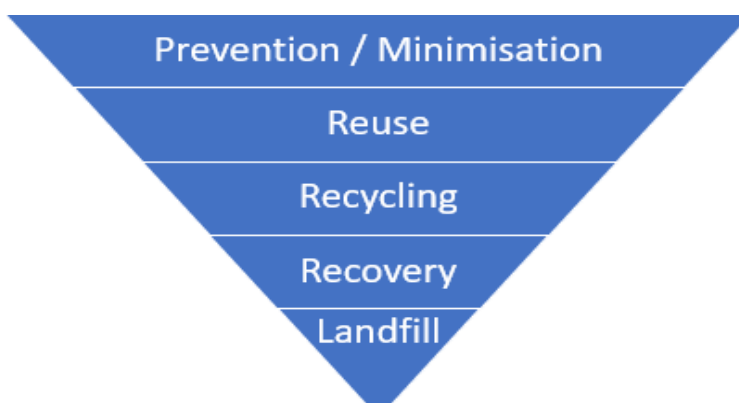 Prevention / Minimisation
Reuse
Recycling
Recovery
Landfill